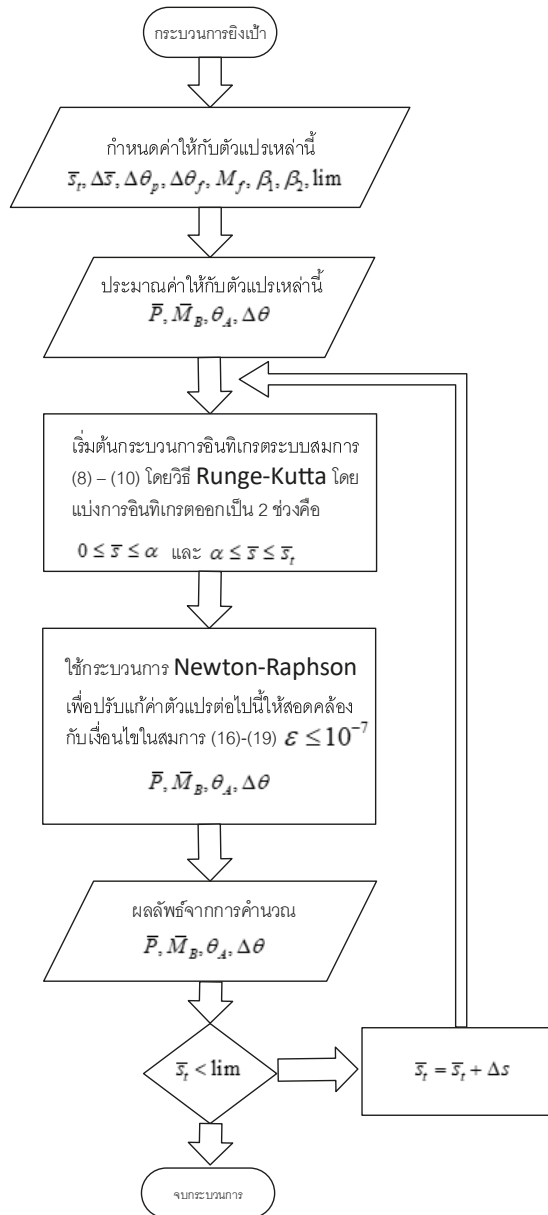 กระบวนการยิงเป้า
กำหนดค่าให้กับตัวแปรเหล่านี้
s̄ₜ, Δs̄, Δθₚ, Δθ_f, M_f, β₁, β₂, lim
ประมาณค่าให้กับตัวแปรเหล่านี้
P̄, M̄_B, θ_A, Δθ
เริ่มต้นกระบวนการอินทิเกรตระบบสมการ
(8) – (10) โดยวิธี Runge-Kutta โดย
แบ่งการอินทิเกรตออกเป็น 2 ช่วงคือ
0 ≤ s̄ ≤ α และ α ≤ s̄ ≤ s̄ₜ
ใช้กระบวนการ Newton-Raphson
เพื่อปรับแก้ค่าตัวแปรต่อไปนี้ให้สอดคล้อง
กับเงื่อนไขในสมการ (16)-(19) ε ≤ 10⁻⁷
P̄, M̄_B, θ_A, Δθ
ผลลัพธ์จากการคำนวณ
P̄, M̄_B, θ_A, Δθ
s̄ₜ < lim
s̄ₜ = s̄ₜ + Δs
จบกระบวนการ